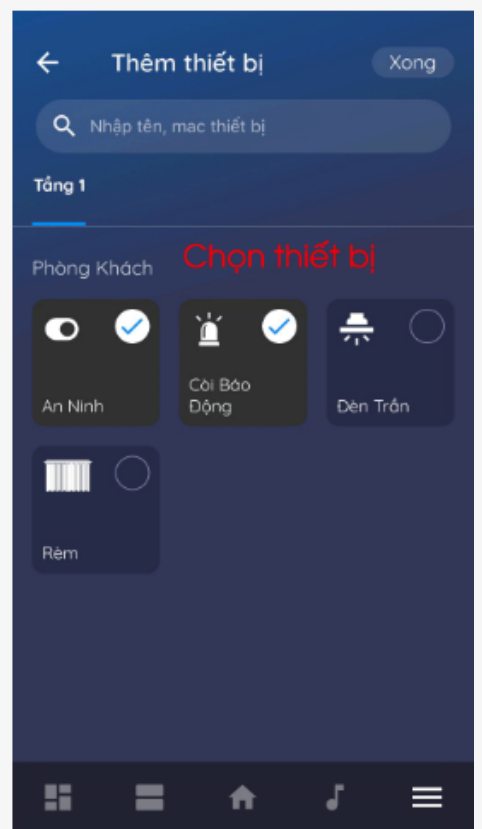 Thêm thiết bị
Xong
Nhập tên, mac thiết bị
Tầng 1
Chọn thiết bị
Phòng Khách
An Ninh
Còi Báo
Động
Đèn Trần
Rèm